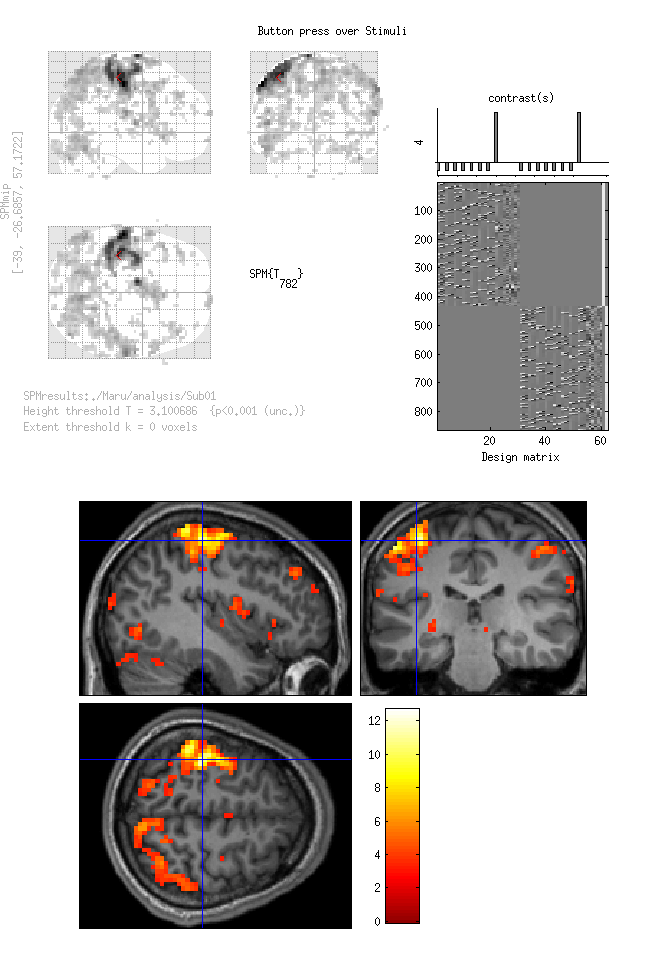 Button press over Stimuli
contrast(s)
4
SPMmip
[-39, -26.6857, 57.1722]
SPM{T
782
}
100
200
300
400
500
600
700
800
20 40 60
Design matrix
SPMresults:./Maru/analysis/Sub01
Height threshold T = 3.100686 {p<0.001 (unc.)}
Extent threshold k = 0 voxels
12
10
8
6
4
2
0